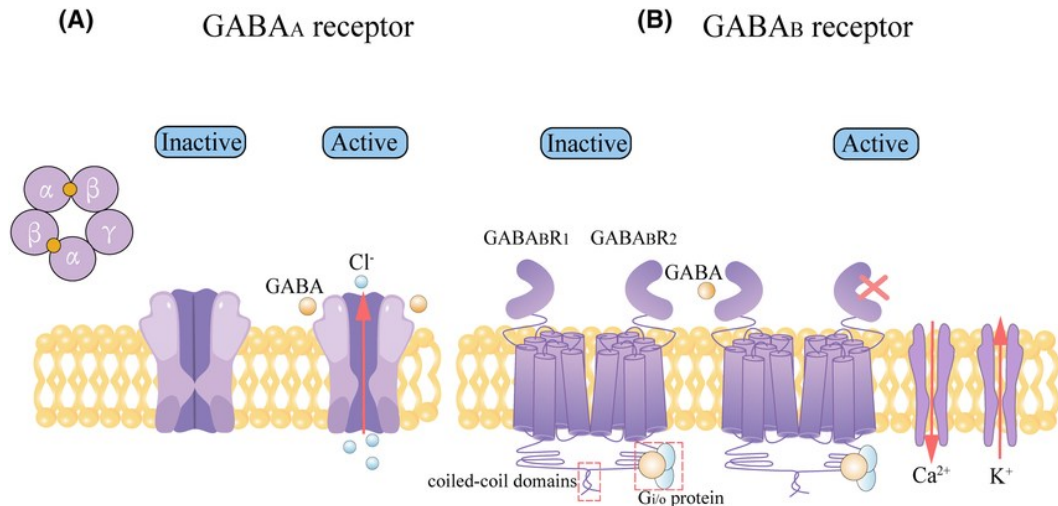 (A)
GABAA receptor
(B)
GABAB receptor
Inactive
Active
Inactive
Active
α
β
β
γ
α
GABA
Cl⁻
GABABR1
GABABR2
GABA
coiled-coil domains
Gi/o protein
Ca²⁺
K⁺